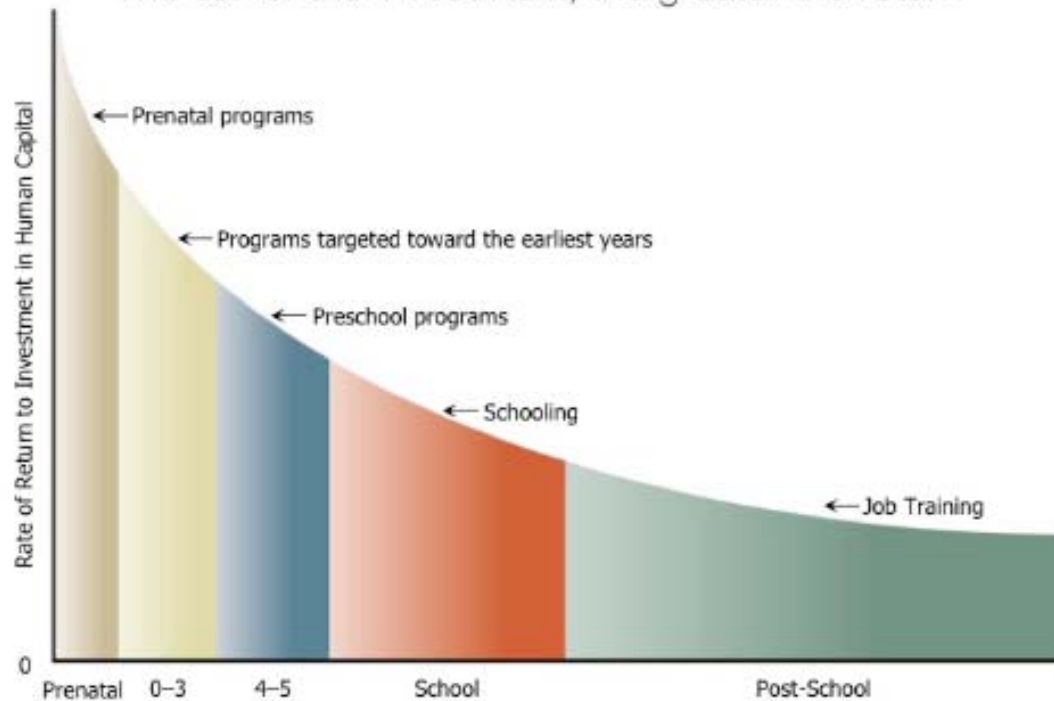 Prenatal programs
Programs targeted toward the earliest years
Preschool programs
Schooling
Job Training
Rate of Return to Investment in Human Capital
0
Prenatal 0–3 4–5 School Post-School